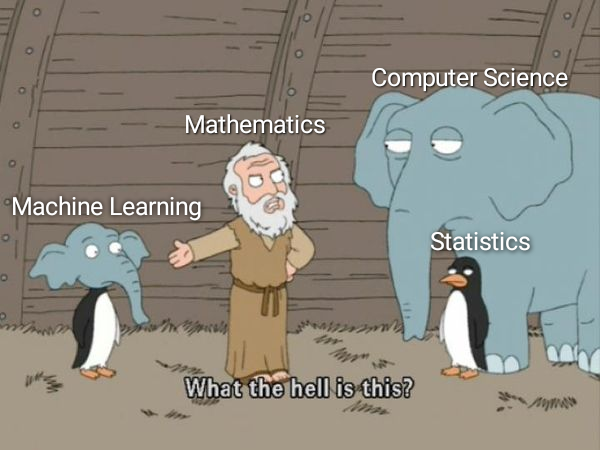 Computer Science
Mathematics
Machine Learning
Statistics
What the hell is this?